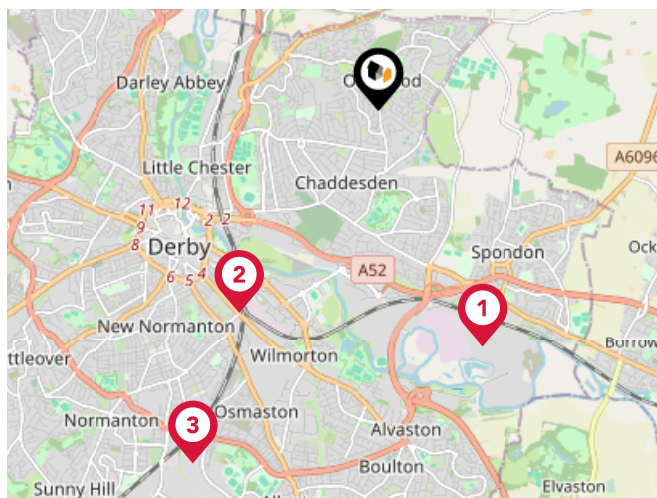 Darley Abbey
A6096
Little Chester
Chaddesden
11
12
2
2
9
8
Derby
Spondon
Ock
6
5
4
A52
2
1
New Normanton
Wilmorton
Borrow
ttleover
3
Osmaston
Normanton
Alvaston
Boulton
Sunny Hill
Elvaston